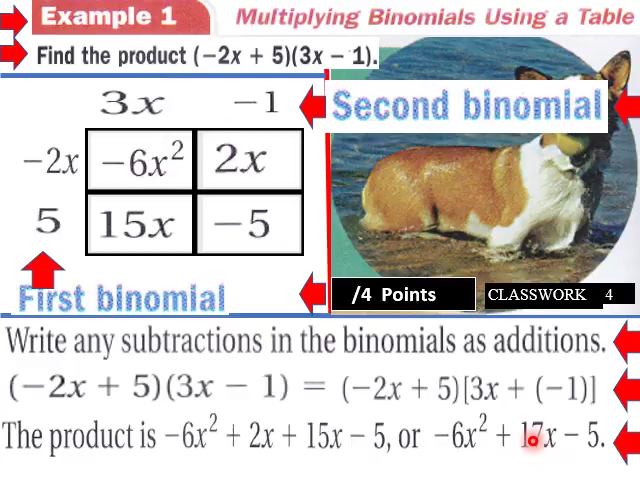 Example 1 Multiplying Binomials Using a Table
Find the product (−2x + 5)(3x − 1).
3x −1
Second binomial
−2x −6x² 2x
5 15x −5
First binomial
/4 Points
CLASSWORK 4
Write any subtractions in the binomials as additions.
(−2x + 5)(3x − 1) = (−2x + 5)[3x + (−1)]
The product is −6x² + 2x + 15x − 5, or −6x² + 17x − 5.